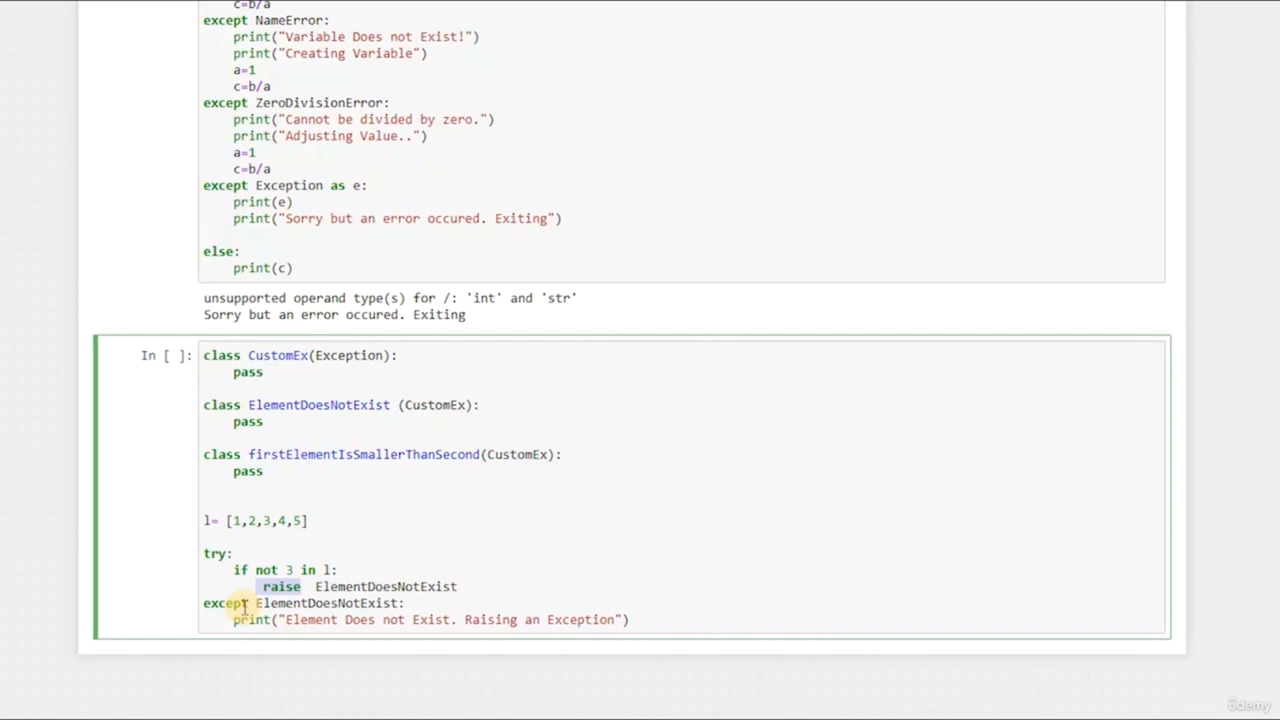 c=b/a
except NameError:
    print("Variable Does not Exist!")
    print("Creating Variable")
    a=1
    c=b/a
except ZeroDivisionError:
    print("Cannot be divided by zero.")
    print("Adjusting Value..")
    a=1
    c=b/a
except Exception as e:
    print(e)
    print("Sorry but an error occured. Exiting")
else:
    print(c)
unsupported operand type(s) for /: 'int' and 'str'
Sorry but an error occured. Exiting
In [ ]: class CustomEx(Exception):
    pass
class ElementDoesNotExist (CustomEx):
    pass
class firstElementIsSmallerThanSecond(CustomEx):
    pass
l= [1,2,3,4,5]
try:
    if not 3 in l:
        raise  ElementDoesNotExist
except ElementDoesNotExist:
    print("Element Does not Exist. Raising an Exception")
ûdemy